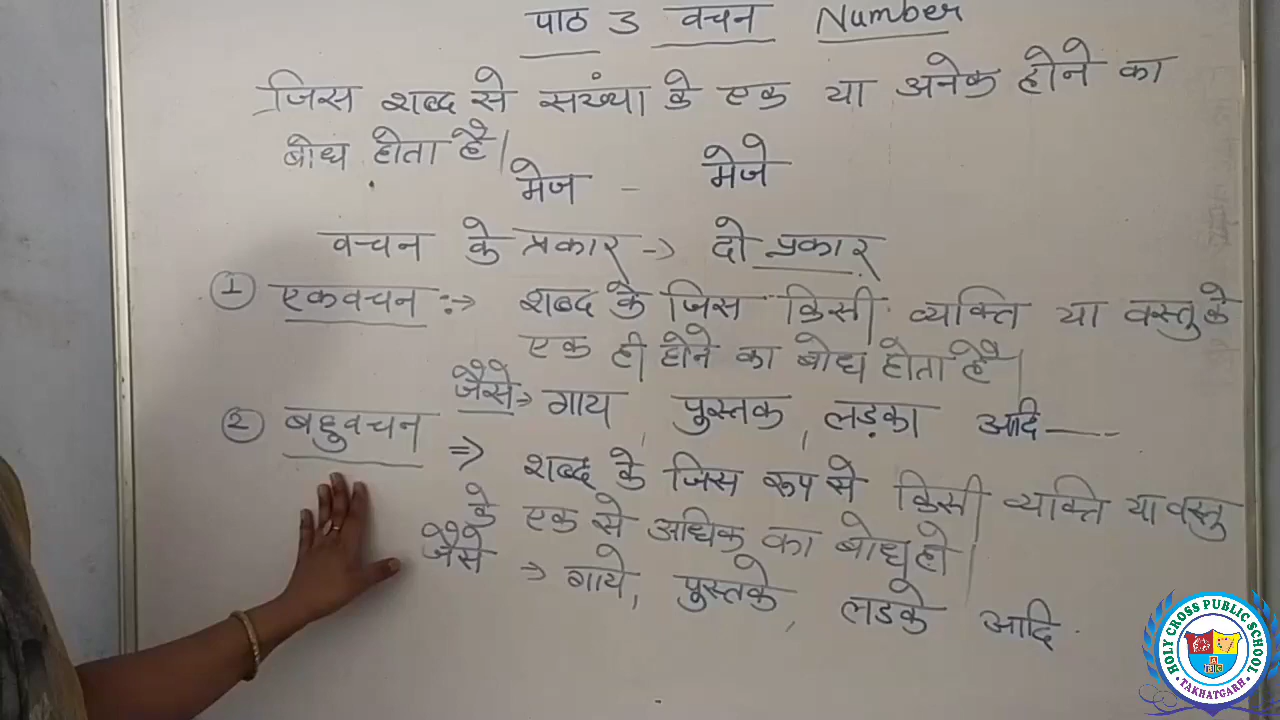 पाठ 3 वचन Number
जिस शब्द से संख्या के एक या अनेक होने का
बोध होता है।
मेज - मेजे
वचन के प्रकार -> दो प्रकार
① एकवचन :-> शब्द के जिस किसी व्यक्ति या वस्तु के
एक ही होने का बोध होता है।
जैसे => गाय, पुस्तक, लड़का आदि——
② बहुवचन => शब्द के जिस रूप से किसी व्यक्ति या वस्तु
के एक से अधिक का बोध हो।
जैसे => गाये, पुस्तके, लडके आदि.
HOLY CROSS PUBLIC SCHOOL
TAKHATGARH